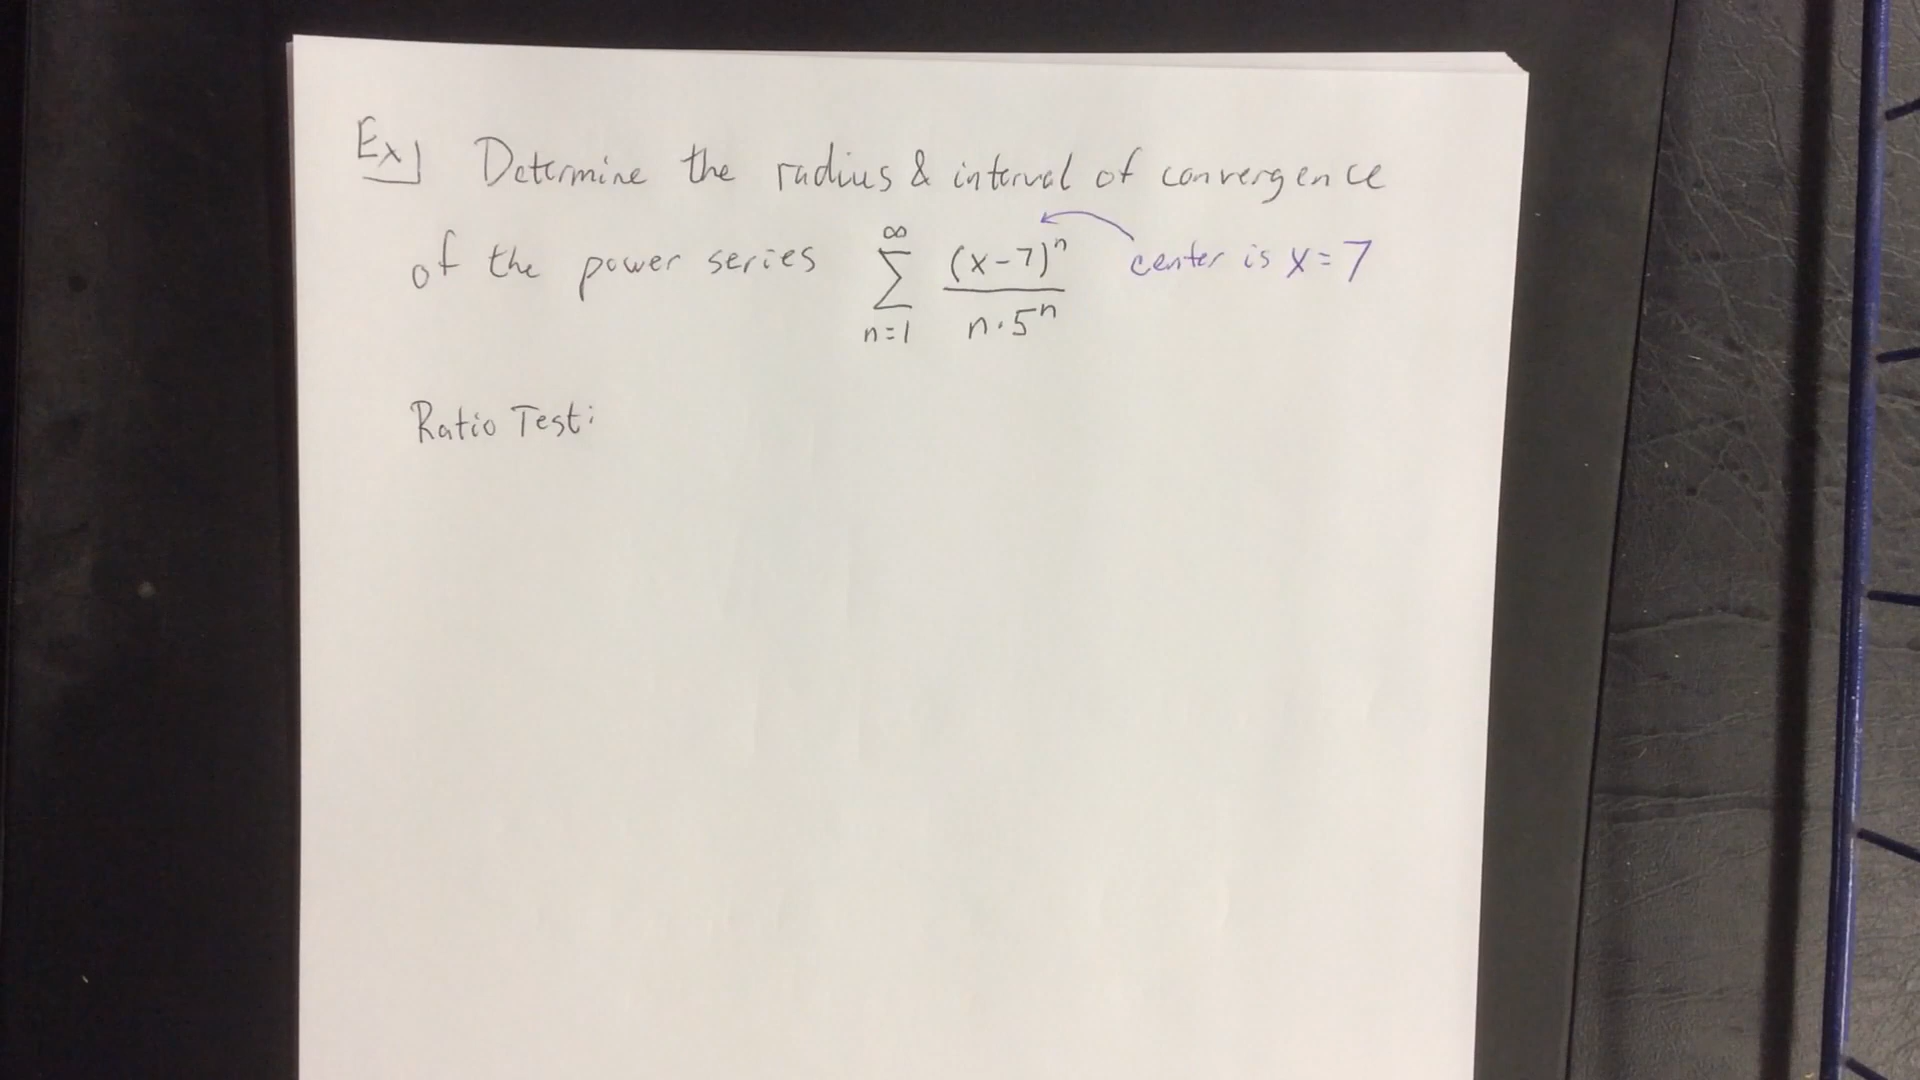 Ex] Determine the radius & interval of convergence
of the power series ∑_{n=1}^{∞} (x-7)^n / (n·5^n) center is x=7
Ratio Test: